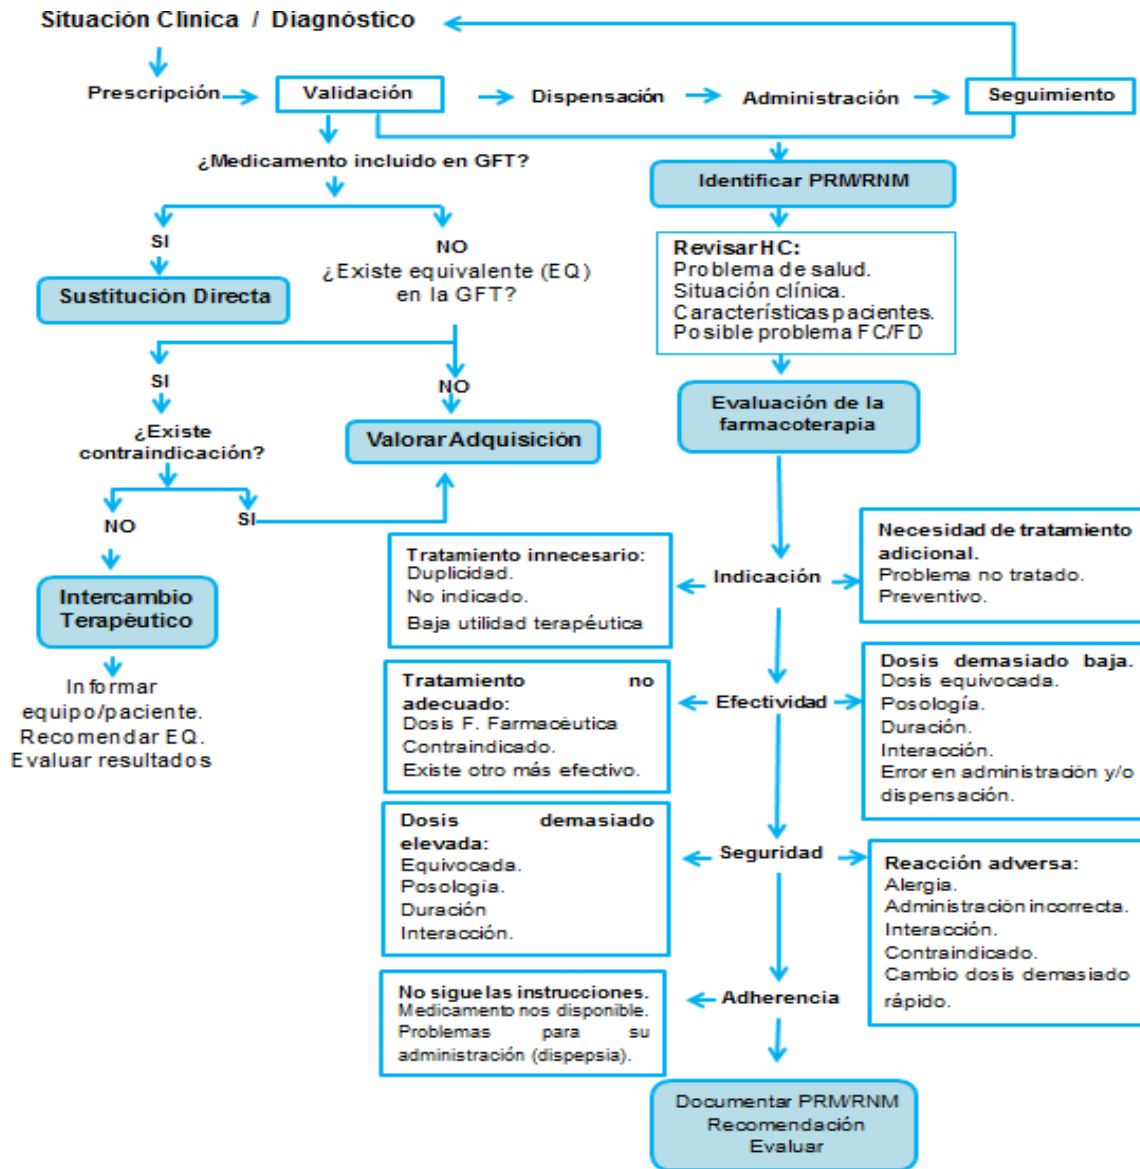 Situación Clínica / Diagnóstico
Prescripción
Validación
Dispensación
Administración
Seguimiento
¿Medicamento incluido en GFT?
SI
NO
¿Existe equivalente (EQ)
en la GFT?
Sustitución Directa
SI
NO
¿Existe
contraindicación?
Valorar Adquisición
NO
SI
Intercambio
Terapéutico
Informar
equipo/paciente.
Recomendar EQ.
Evaluar resultados
Identificar PRM/RNM
Revisar HC:
Problema de salud.
Situación clínica.
Características pacientes.
Posible problema FC/FD
Evaluación de la
farmacoterapia
Tratamiento innecesario:
Duplicidad.
No indicado.
Baja utilidad terapéutica
Indicación
Necesidad de tratamiento
adicional.
Problema no tratado.
Preventivo.
Tratamiento no
adecuado:
Dosis F. Farmacéutica
Contraindicado.
Existe otro más efectivo.
Efectividad
Dosis demasiado baja.
Dosis equivocada.
Posología.
Duración.
Interacción.
Error en administración y/o
dispensación.
Dosis demasiado
elevada:
Equivocada.
Posología.
Duración
Interacción.
Seguridad
Reacción adversa:
Alergia.
Administración incorrecta.
Interacción.
Contraindicado.
Cambio dosis demasiado
rápido.
No sigue las instrucciones.
Medicamento nos disponible.
Problemas para su
administración (dispepsia).
Adherencia
Documentar PRM/RNM
Recomendación
Evaluar